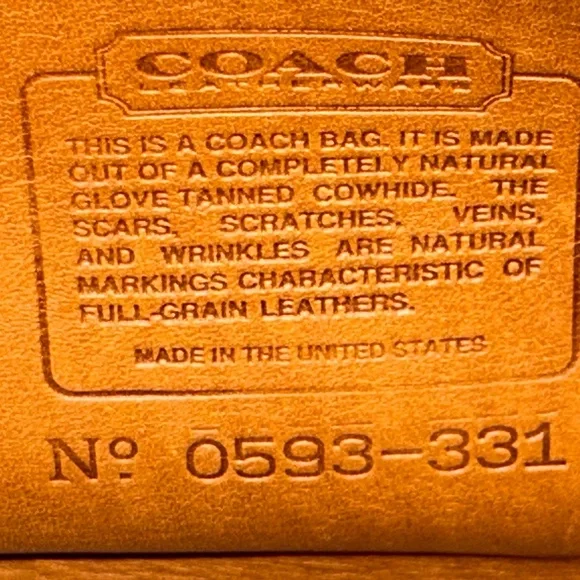 COACH
LEATHERWARE
THIS IS A COACH BAG. IT IS MADE
OUT OF A COMPLETELY NATURAL
GLOVE TANNED COWHIDE. THE
SCARS, SCRATCHES, VEINS,
AND WRINKLES ARE NATURAL
MARKINGS CHARACTERISTIC OF
FULL-GRAIN LEATHERS.
MADE IN THE UNITED STATES
Nº 0593-331